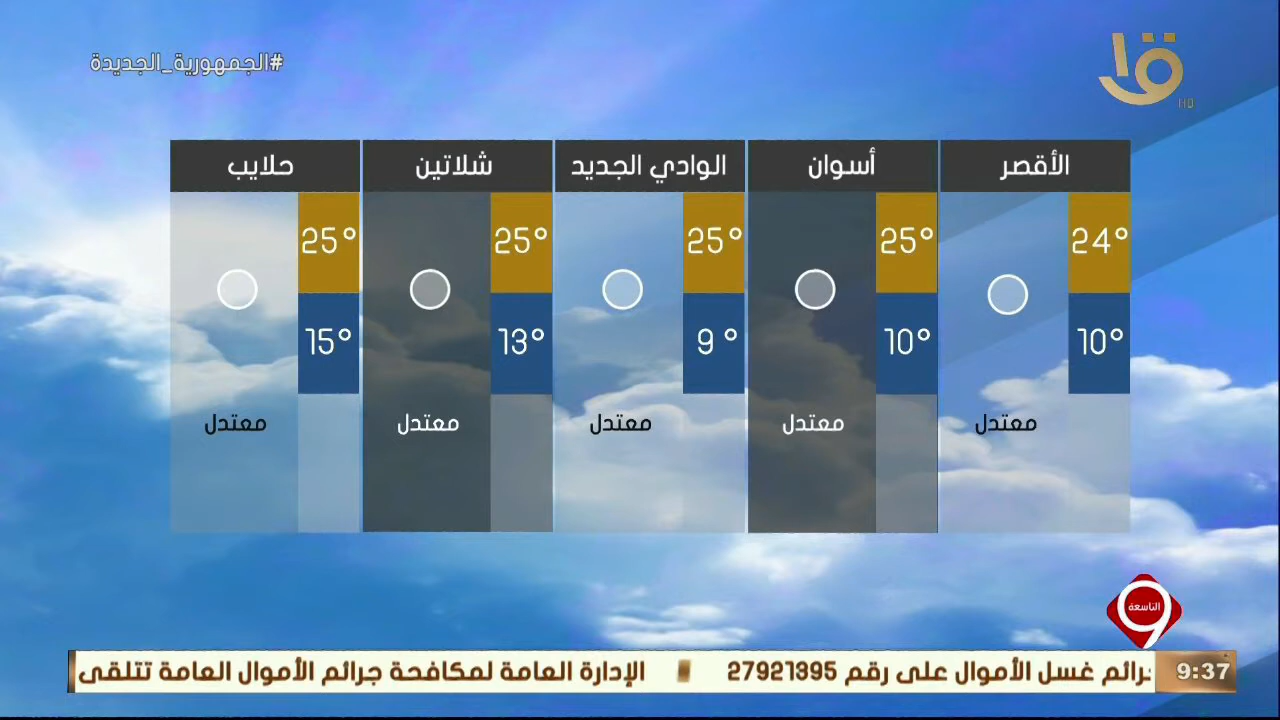 #الجمهورية_الجديدة
HD
الأقصر
24°
10°
معتدل
أسوان
25°
10°
معتدل
الوادي الجديد
25°
9°
معتدل
شلاتين
25°
13°
معتدل
حلايب
25°
15°
معتدل
التاسعة
9
9:37
غسل الأموال على رقم 27921395
الإدارة العامة لمكافحة جرائم الأموال العامة تتلقى